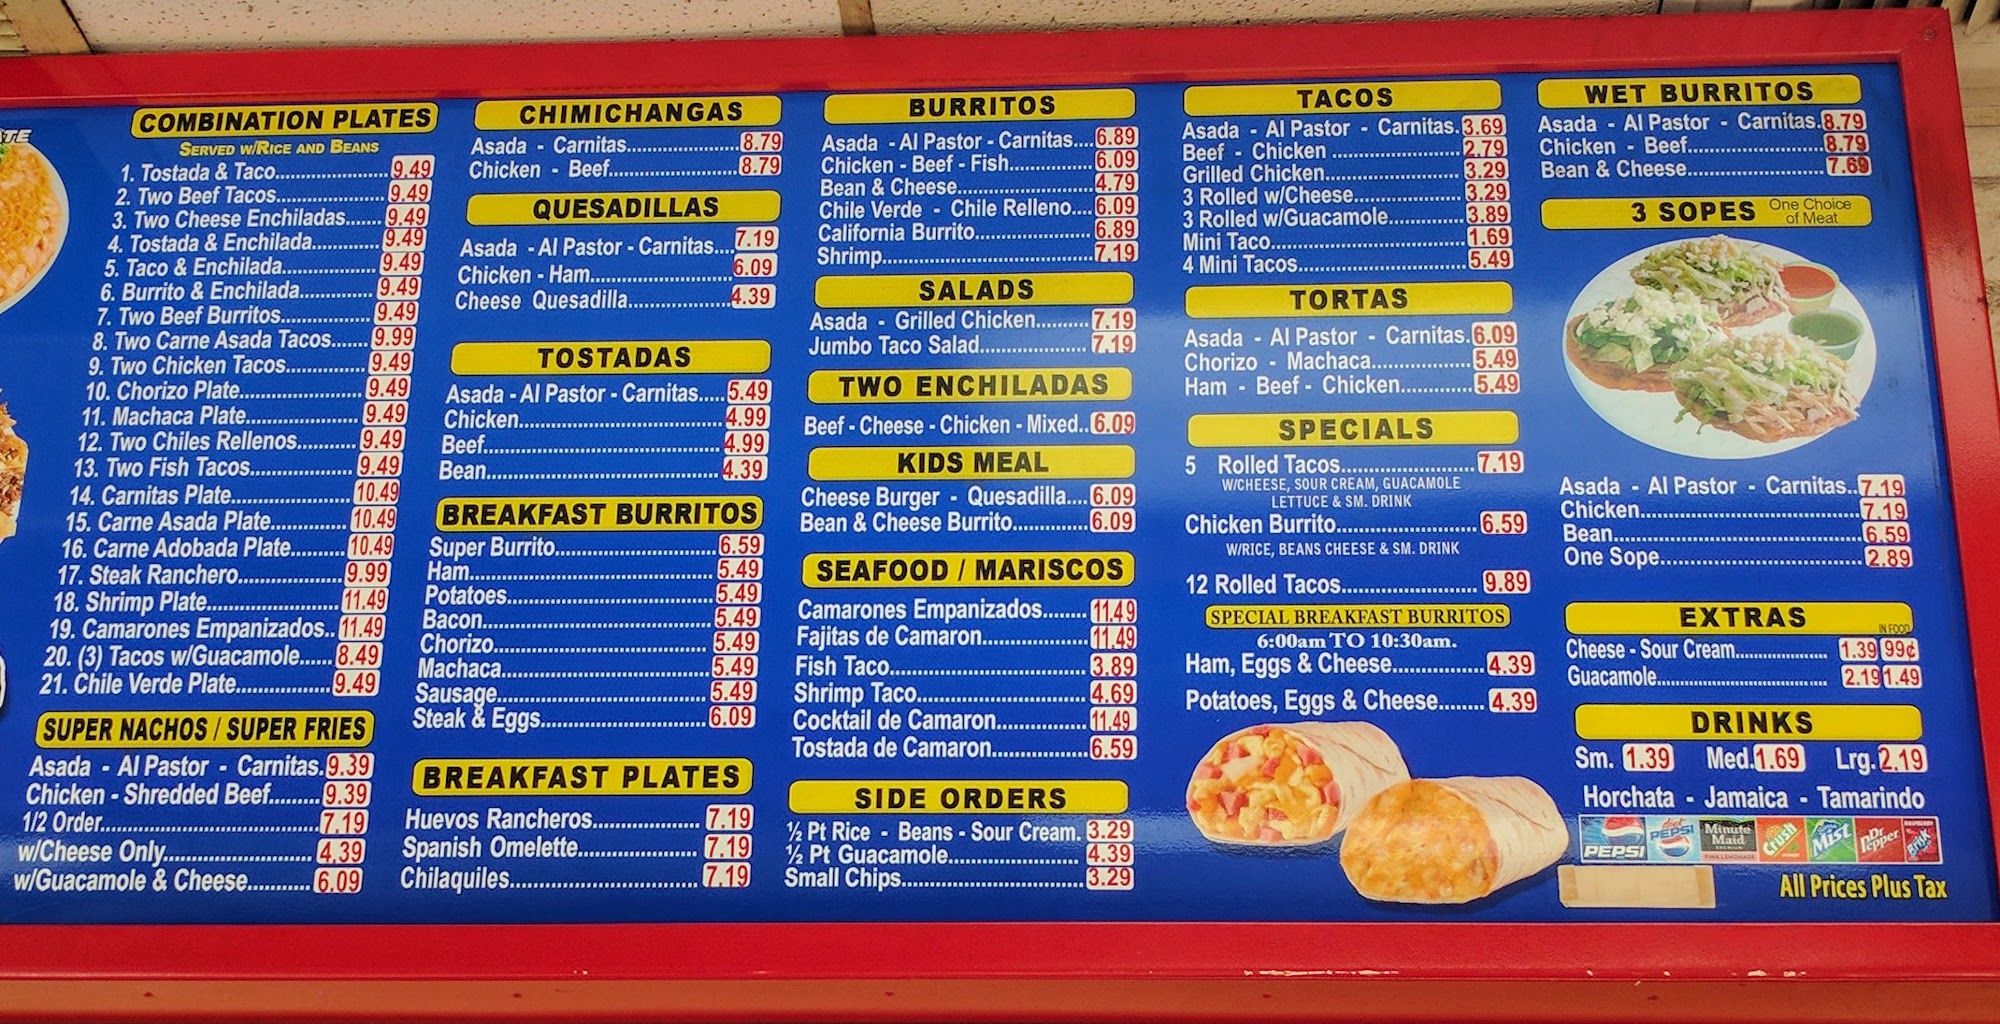 ATE
COMBINATION PLATES
SERVED W/RICE AND BEANS
1. Tostada & Taco............ 9.49
2. Two Beef Tacos............ 9.49
3. Two Cheese Enchiladas...... 9.49
4. Tostada & Enchilada........ 9.49
5. Taco & Enchilada........... 9.49
6. Burrito & Enchilada........ 9.49
7. Two Beef Burritos.......... 9.49
8. Two Carne Asada Tacos...... 9.99
9. Two Chicken Tacos.......... 9.49
10. Chorizo Plate............. 9.49
11. Machaca Plate............. 9.49
12. Two Chiles Rellenos....... 9.49
13. Two Fish Tacos............ 9.49
14. Carnitas Plate............ 10.49
15. Carne Asada Plate......... 10.49
16. Carne Adobada Plate....... 10.49
17. Steak Ranchero............ 9.99
18. Shrimp Plate.............. 11.49
19. Camarones Empanizados.. 11.49
20. (3) Tacos w/Guacamole..... 8.49
21. Chile Verde Plate......... 9.49
SUPER NACHOS / SUPER FRIES
Asada - Al Pastor - Carnitas. 9.39
Chicken - Shredded Beef....... 9.39
1/2 Order..................... 7.19
w/Cheese Only................. 4.39
w/Guacamole & Cheese.......... 6.09
CHIMICHANGAS
Asada - Carnitas.............. 8.79
Chicken - Beef................ 8.79
QUESADILLAS
Asada - Al Pastor - Carnitas.... 7.19
Chicken - Ham................. 6.09
Cheese Quesadilla............. 4.39
TOSTADAS
Asada - Al Pastor - Carnitas..... 5.49
Chicken....................... 4.99
Beef.......................... 4.99
Bean.......................... 4.39
BREAKFAST BURRITOS
Super Burrito................. 6.59
Ham........................... 5.49
Potatoes...................... 5.49
Bacon......................... 5.49
Chorizo....................... 5.49
Machaca....................... 5.49
Sausage....................... 5.49
Steak & Eggs.................. 6.09
BREAKFAST PLATES
Huevos Rancheros.............. 7.19
Spanish Omelette.............. 7.19
Chilaquiles................... 7.19
BURRITOS
Asada - Al Pastor - Carnitas.... 6.89
Chicken - Beef - Fish......... 6.09
Bean & Cheese................. 4.79
Chile Verde - Chile Relleno.... 6.09
California Burrito............ 6.89
Shrimp........................ 7.19
SALADS
Asada - Grilled Chicken....... 7.19
Jumbo Taco Salad.............. 7.19
TWO ENCHILADAS
Beef - Cheese - Chicken - Mixed.. 6.09
KIDS MEAL
Cheese Burger - Quesadilla.... 6.09
Bean & Cheese Burrito......... 6.09
SEAFOOD / MARISCOS
Camarones Empanizados......... 11.49
Fajitas de Camaron............ 11.49
Fish Taco..................... 3.89
Shrimp Taco................... 4.69
Cocktail de Camaron........... 11.49
Tostada de Camaron............ 6.59
SIDE ORDERS
½ Pt Rice - Beans - Sour Cream. 3.29
½ Pt Guacamole................ 4.39
Small Chips................... 3.29
TACOS
Asada - Al Pastor - Carnitas. 3.69
Beef - Chicken ............... 2.79
Grilled Chicken............... 3.29
3 Rolled w/Cheese............. 3.29
3 Rolled w/Guacamole.......... 3.89
Mini Taco..................... 1.69
4 Mini Tacos.................. 5.49
TORTAS
Asada - Al Pastor - Carnitas. 6.09
Chorizo - Machaca............. 5.49
Ham - Beef - Chicken.......... 5.49
SPECIALS
5 Rolled Tacos................ 7.19
W/CHEESE, SOUR CREAM, GUACAMOLE
LETTUCE & SM. DRINK
Chicken Burrito............... 6.59
W/RICE, BEANS CHEESE & SM. DRINK
12 Rolled Tacos............... 9.89
SPECIAL BREAKFAST BURRITOS
6:00am TO 10:30am.
Ham, Eggs & Cheese............ 4.39
Potatoes, Eggs & Cheese........ 4.39
WET BURRITOS
Asada - Al Pastor - Carnitas. 8.79
Chicken - Beef................ 8.79
Bean & Cheese................. 7.69
3 SOPES One Choice of Meat
Asada - Al Pastor - Carnitas.. 7.19
Chicken....................... 7.19
Bean.......................... 6.59
One Sope...................... 2.89
EXTRAS
IN FOOD
Cheese - Sour Cream........... 1.39 99¢
Guacamole..................... 2.19 1.49
DRINKS
Sm. 1.39 Med. 1.69 Lrg. 2.19
Horchata - Jamaica - Tamarindo
PEPSI diet PEPSI Minute Maid PINK LEMONADE Crush Mist Dr Pepper RASPBERRY Brisk
All Prices Plus Tax